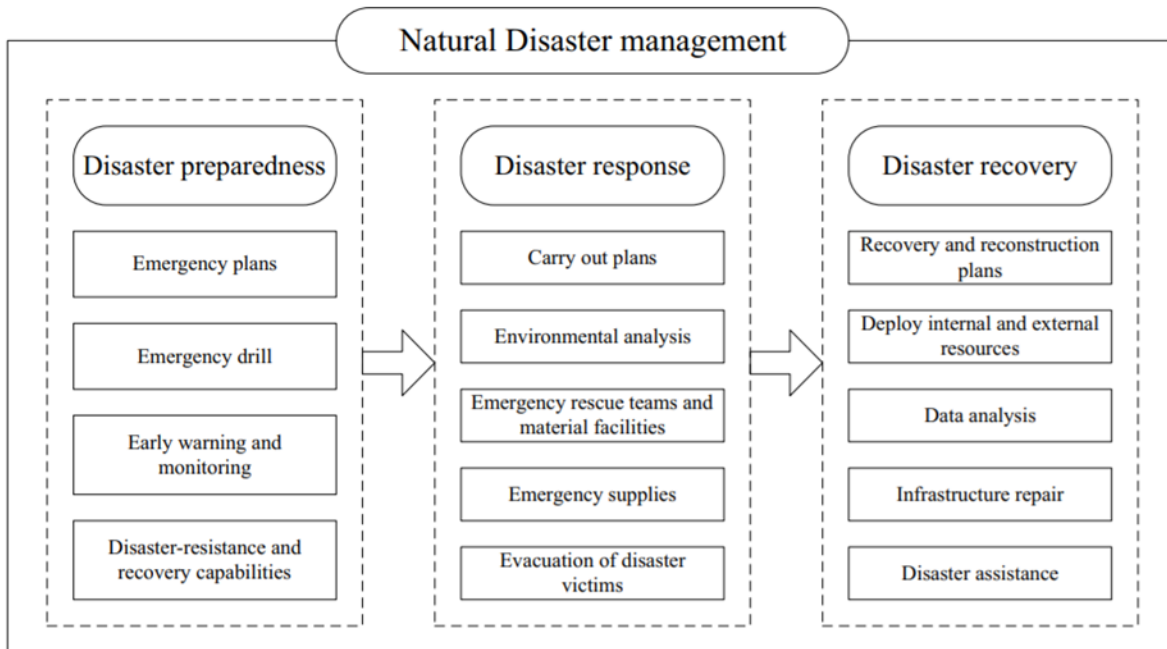 Natural Disaster management
Disaster preparedness
Emergency plans
Emergency drill
Early warning and
monitoring
Disaster-resistance and
recovery capabilities
Disaster response
Carry out plans
Environmental analysis
Emergency rescue teams and
material facilities
Emergency supplies
Evacuation of disaster
victims
Disaster recovery
Recovery and reconstruction
plans
Deploy internal and external
resources
Data analysis
Infrastructure repair
Disaster assistance